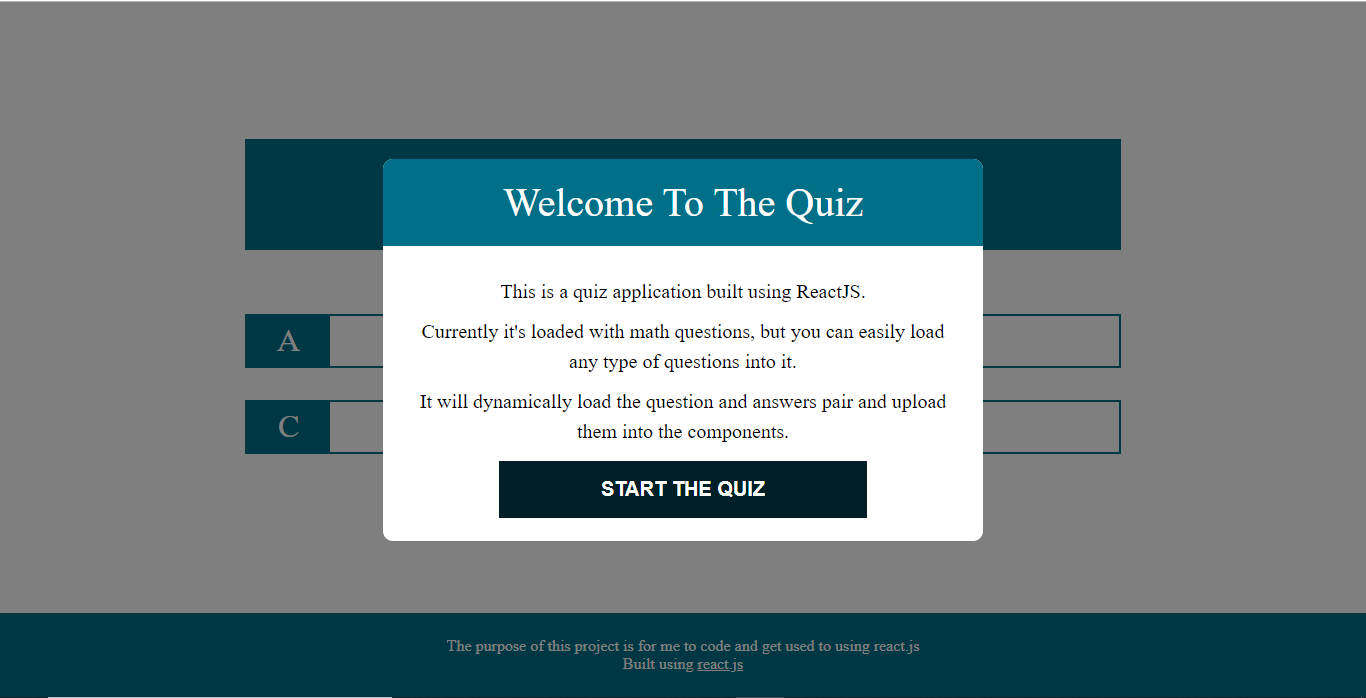 Welcome To The Quiz
This is a quiz application built using ReactJS.
Currently it's loaded with math questions, but you can easily load
any type of questions into it.
It will dynamically load the question and answers pair and upload
them into the components.
START THE QUIZ
A
C
The purpose of this project is for me to code and get used to using react.js
Built using react.js